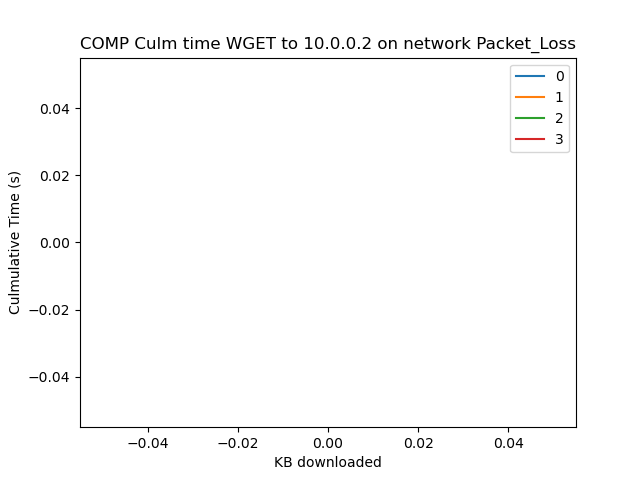 COMP Culm time WGET to 10.0.0.2 on network Packet_Loss
0
1
2
3
0.04
0.02
0.00
−0.02
−0.04
Culmulative Time (s)
−0.04 −0.02 0.00 0.02 0.04
KB downloaded